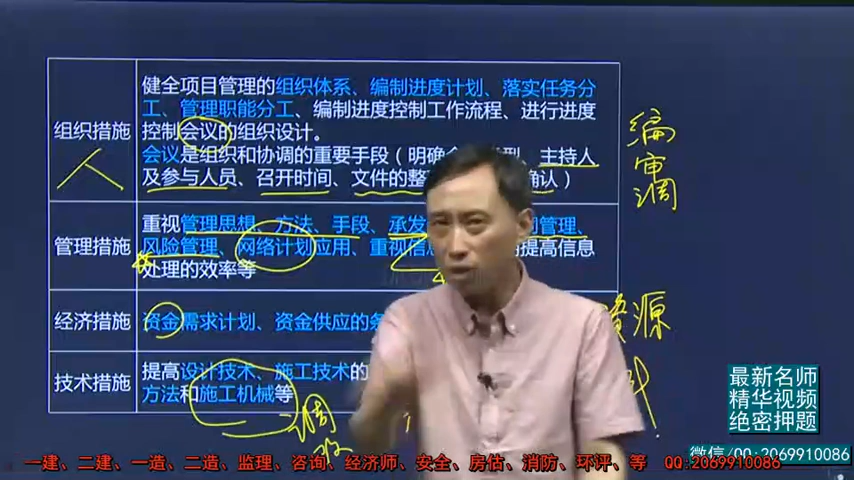 组织措施
健全项目管理的组织体系、编制进度计划、落实任务分
工、管理职能分工、编制进度控制工作流程、进行进度
控制会议的组织设计。
会议是组织和协调的重要手段（明确会 型、主持人
及参与人员、召开时间、文件的整 确认）
人
编
审
调
管理措施
重视管理思想、方法、手段、承发 管理、
风险管理、网络计划应用、重视信息 提高信息
处理的效率等
经济措施
资金需求计划、资金供应的条
资源
技术措施
提高设计技术、施工技术的
方法和施工机械等
调
改
最新名师
精华视频
绝密押题
微信/QQ:2069910086
一建、二建、一造、二造、监理、咨询、经济师、安全、房估、消防、环评、等 QQ:2069910086